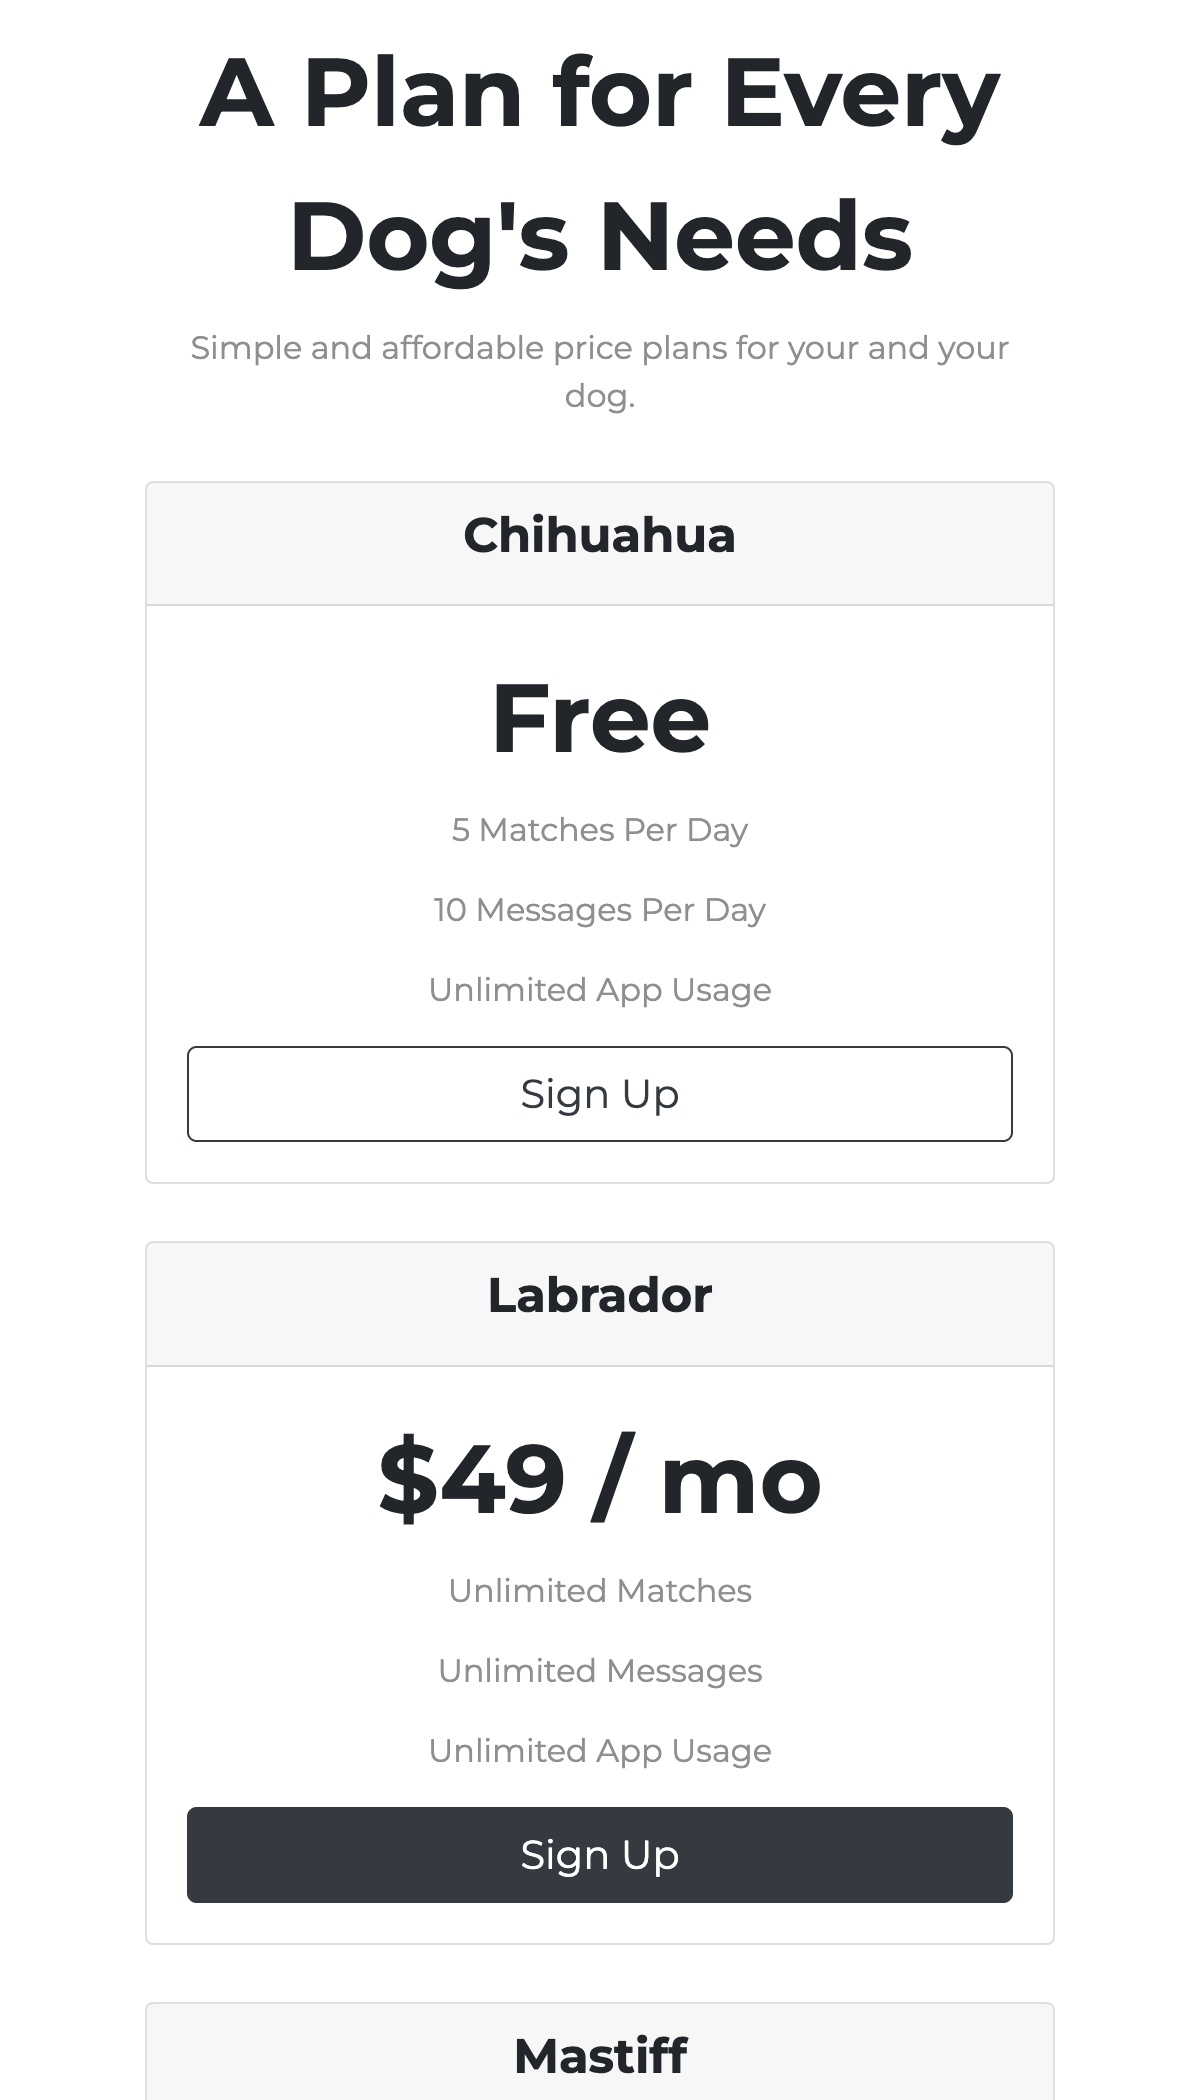 A Plan for Every
Dog's Needs
Simple and affordable price plans for your and your
dog.
Chihuahua
Free
5 Matches Per Day
10 Messages Per Day
Unlimited App Usage
Sign Up
Labrador
$49 / mo
Unlimited Matches
Unlimited Messages
Unlimited App Usage
Sign Up
Mastiff